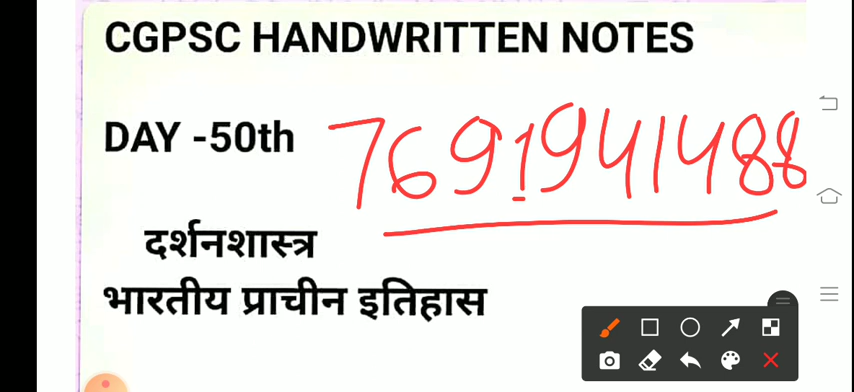 CGPSC HANDWRITTEN NOTES
DAY -50th 7691941488
दर्शनशास्त्र
भारतीय प्राचीन इतिहास